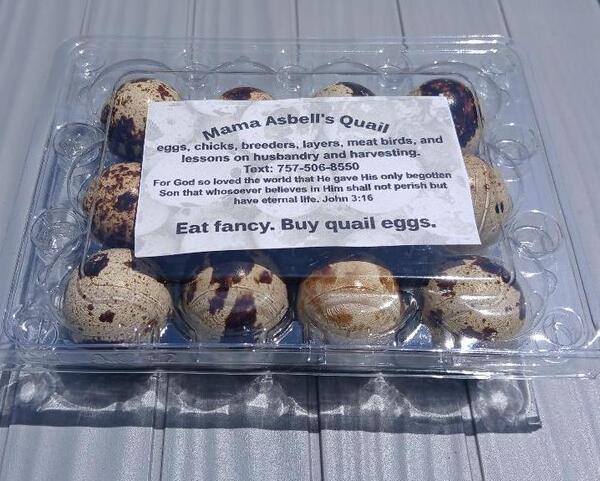 Mama Asbell's Quail
eggs, chicks, breeders, layers, meat birds, and
lessons on husbandry and harvesting.
Text: 757-506-8550
For God so loved the world that He gave His only begotten
Son that whosoever believes in Him shall not perish but
have eternal life. John 3:16
Eat fancy. Buy quail eggs.